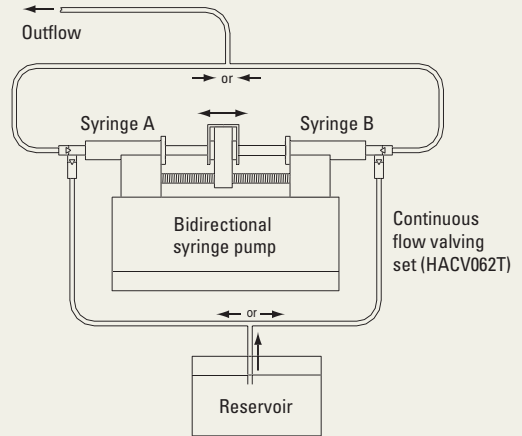 Outflow
or
Syringe A
Syringe B
Bidirectional
syringe pump
Continuous
flow valving
set (HACV062T)
or
Reservoir